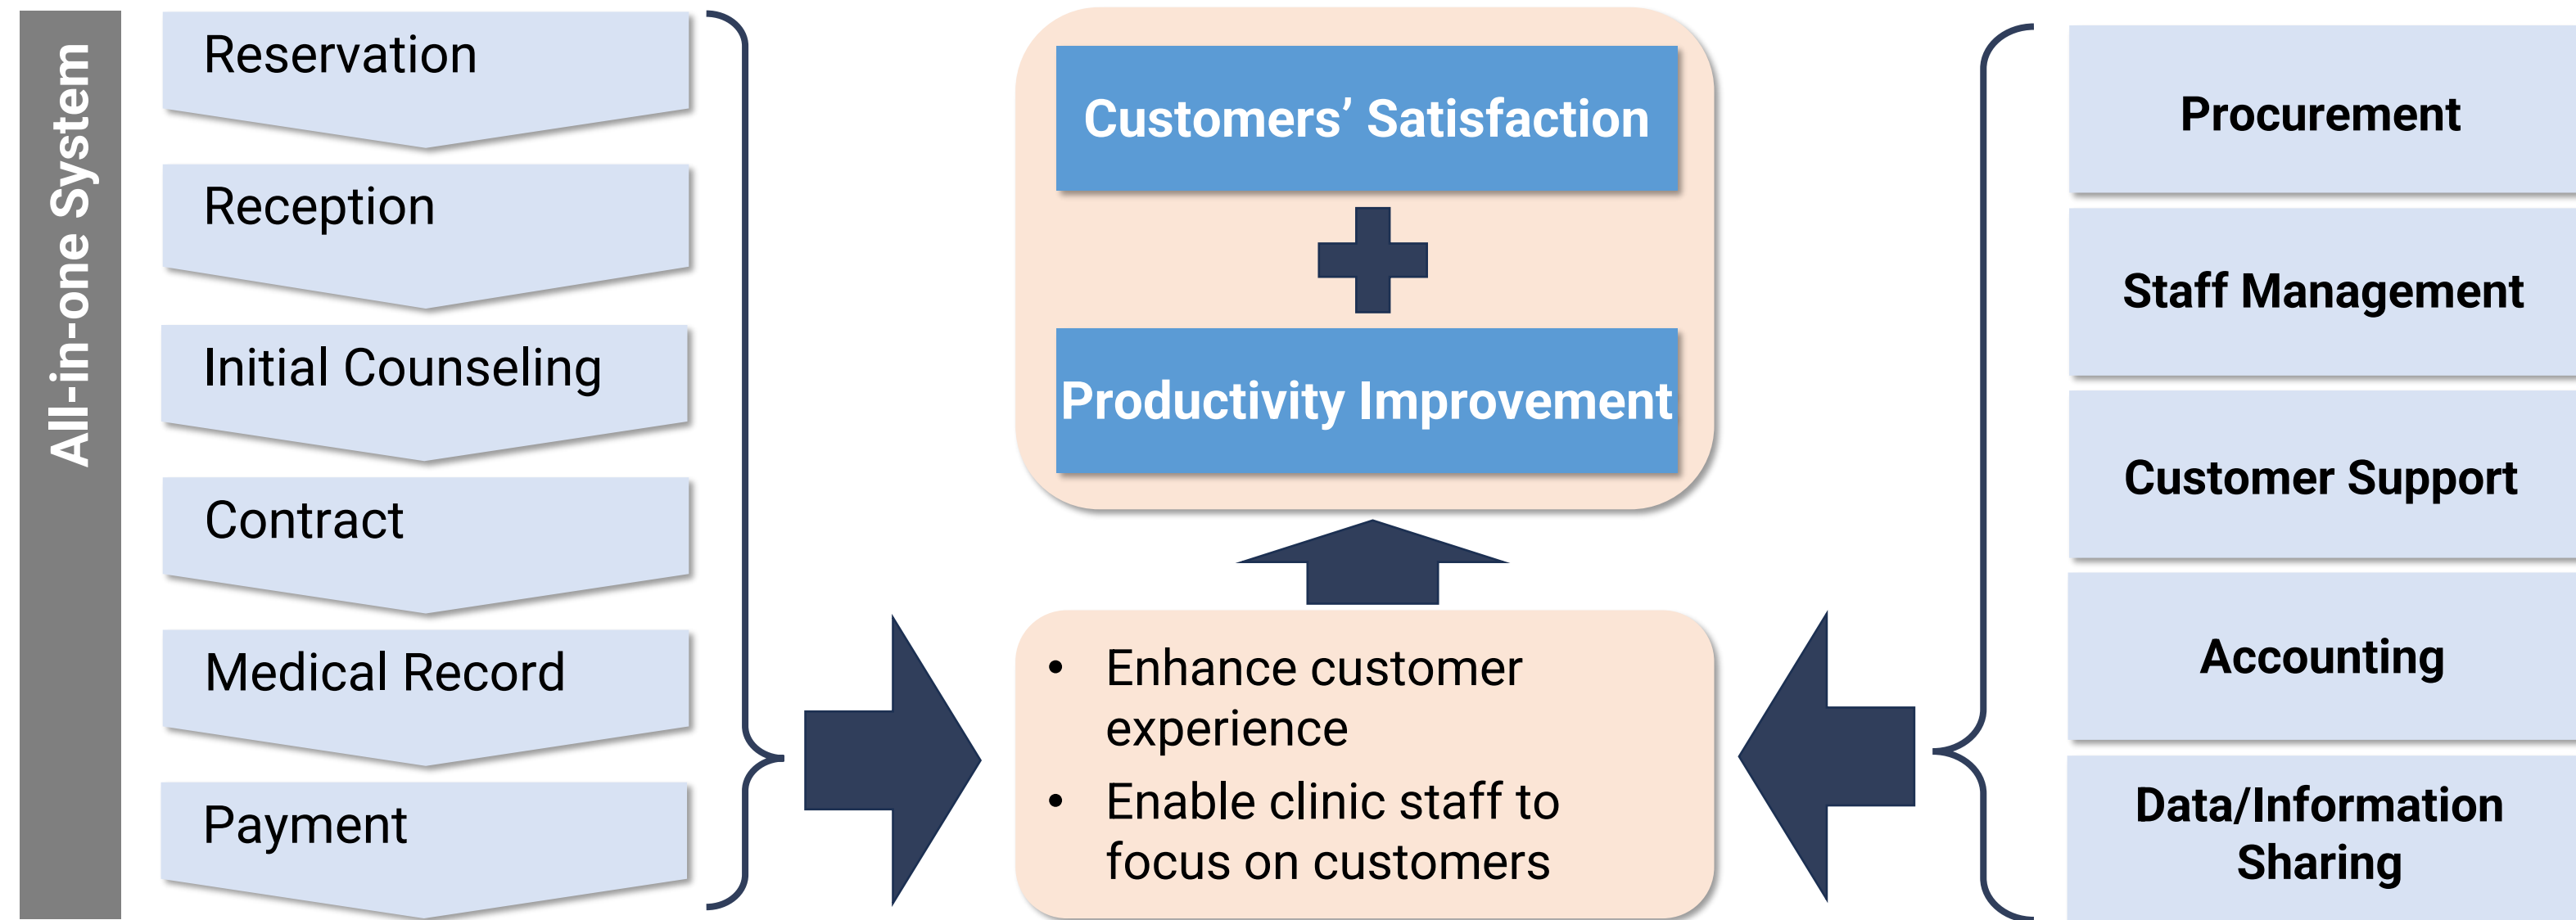 All-in-one System
Reservation
Reception
Initial Counseling
Contract
Medical Record
Payment
Customers’ Satisfaction
Productivity Improvement
• Enhance customer
experience
• Enable clinic staff to
focus on customers
Procurement
Staff Management
Customer Support
Accounting
Data/Information
Sharing